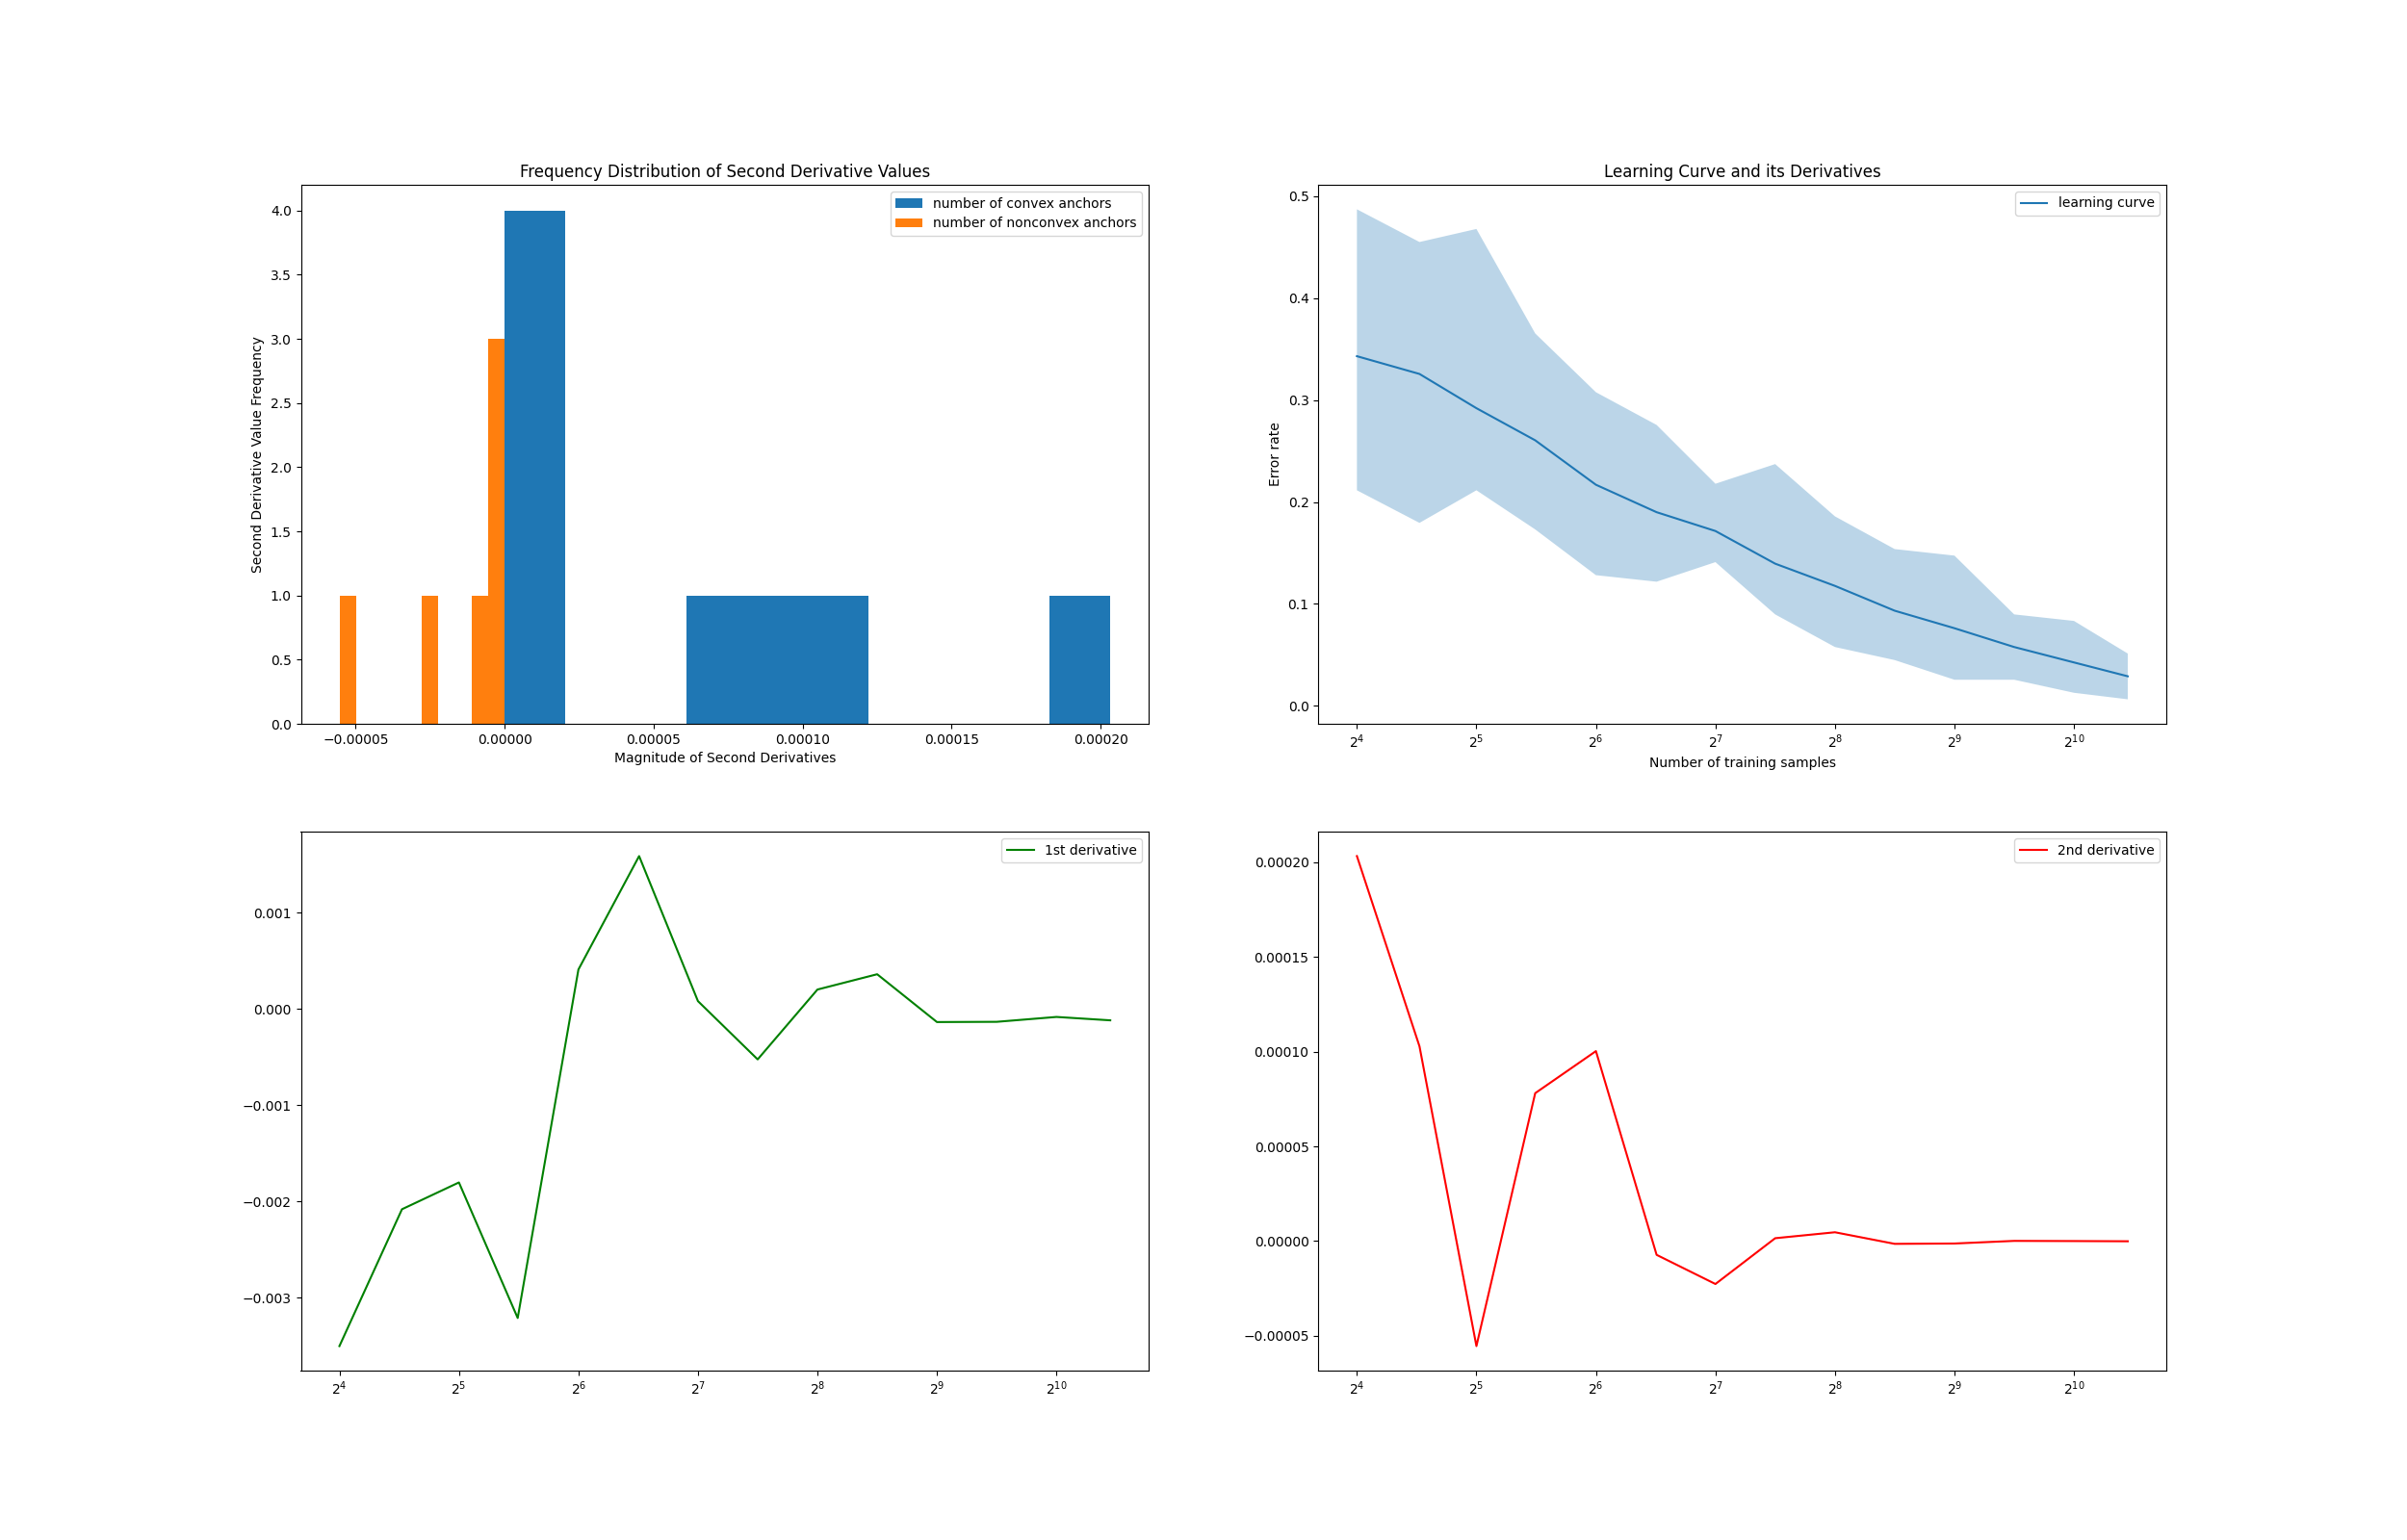 Frequency Distribution of Second Derivative Values
number of convex anchors
number of nonconvex anchors
Second Derivative Value Frequency
4.0
3.5
3.0
2.5
2.0
1.5
1.0
0.5
0.0
−0.00005 0.00000 0.00005 0.00010 0.00015 0.00020
Magnitude of Second Derivatives
Learning Curve and its Derivatives
learning curve
Error rate
0.5
0.4
0.3
0.2
0.1
0.0
2^4 2^5 2^6 2^7 2^8 2^9 2^10
Number of training samples
1st derivative
0.001
0.000
−0.001
−0.002
−0.003
2^4 2^5 2^6 2^7 2^8 2^9 2^10
2nd derivative
0.00020
0.00015
0.00010
0.00005
0.00000
−0.00005
2^4 2^5 2^6 2^7 2^8 2^9 2^10